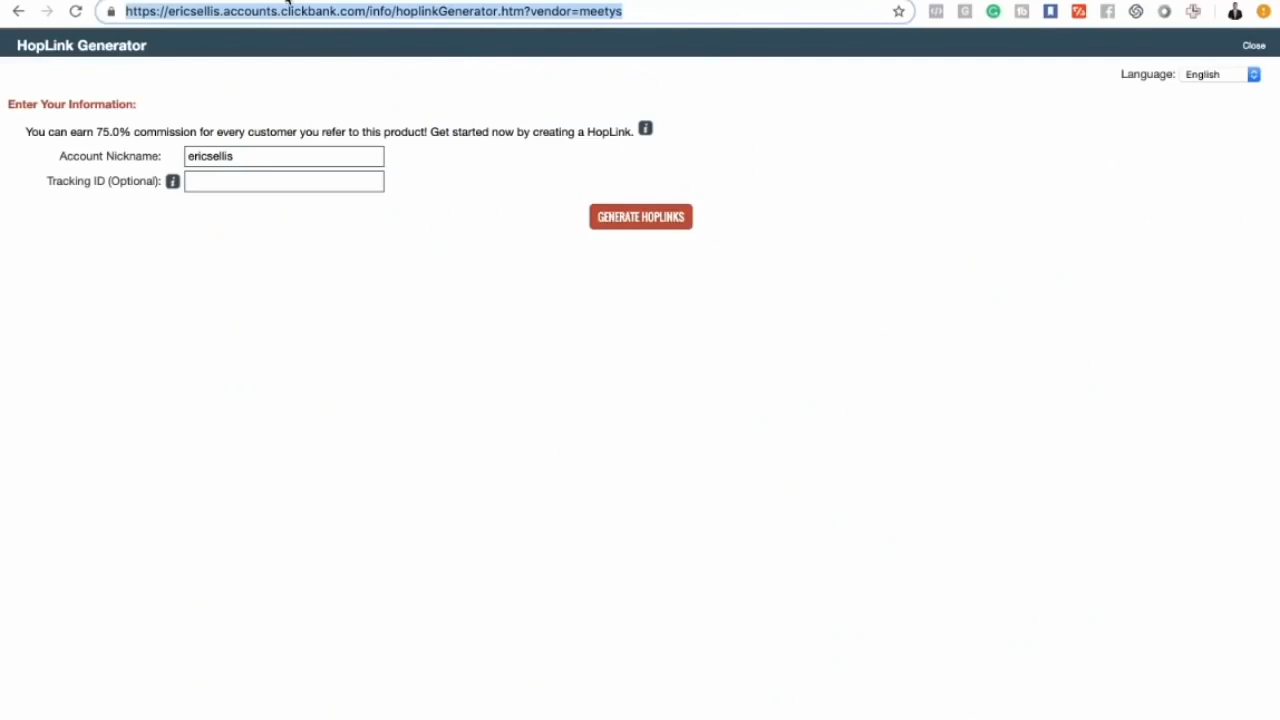 https://ericsellis.accounts.clickbank.com/info/hoplinkGenerator.htm?vendor=meetys
HopLink Generator
Close
Language: English
Enter Your Information:
You can earn 75.0% commission for every customer you refer to this product! Get started now by creating a HopLink.
Account Nickname: ericsellis
Tracking ID (Optional):
GENERATE HOPLINKS